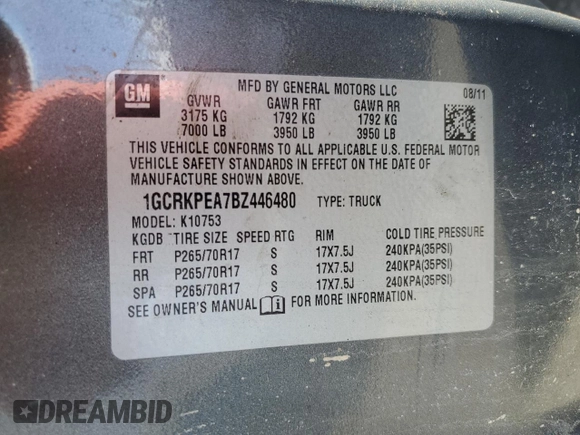 GM
MFD BY GENERAL MOTORS LLC 08/11
GVWR GAWR FRT GAWR RR
3175 KG 1792 KG 1792 KG
7000 LB 3950 LB 3950 LB
THIS VEHICLE CONFORMS TO ALL APPLICABLE U.S. FEDERAL MOTOR
VEHICLE SAFETY STANDARDS IN EFFECT ON THE DATE OF
MANUFACTURE SHOWN ABOVE.
1GCRKPEA7BZ446480 TYPE: TRUCK
MODEL: K10753
KGDB TIRE SIZE SPEED RTG RIM COLD TIRE PRESSURE
FRT P265/70R17 S 17X7.5J 240KPA(35PSI)
RR P265/70R17 S 17X7.5J 240KPA(35PSI)
SPA P265/70R17 S 17X7.5J 240KPA(35PSI)
SEE OWNER'S MANUAL i FOR MORE INFORMATION.
DREAMBID